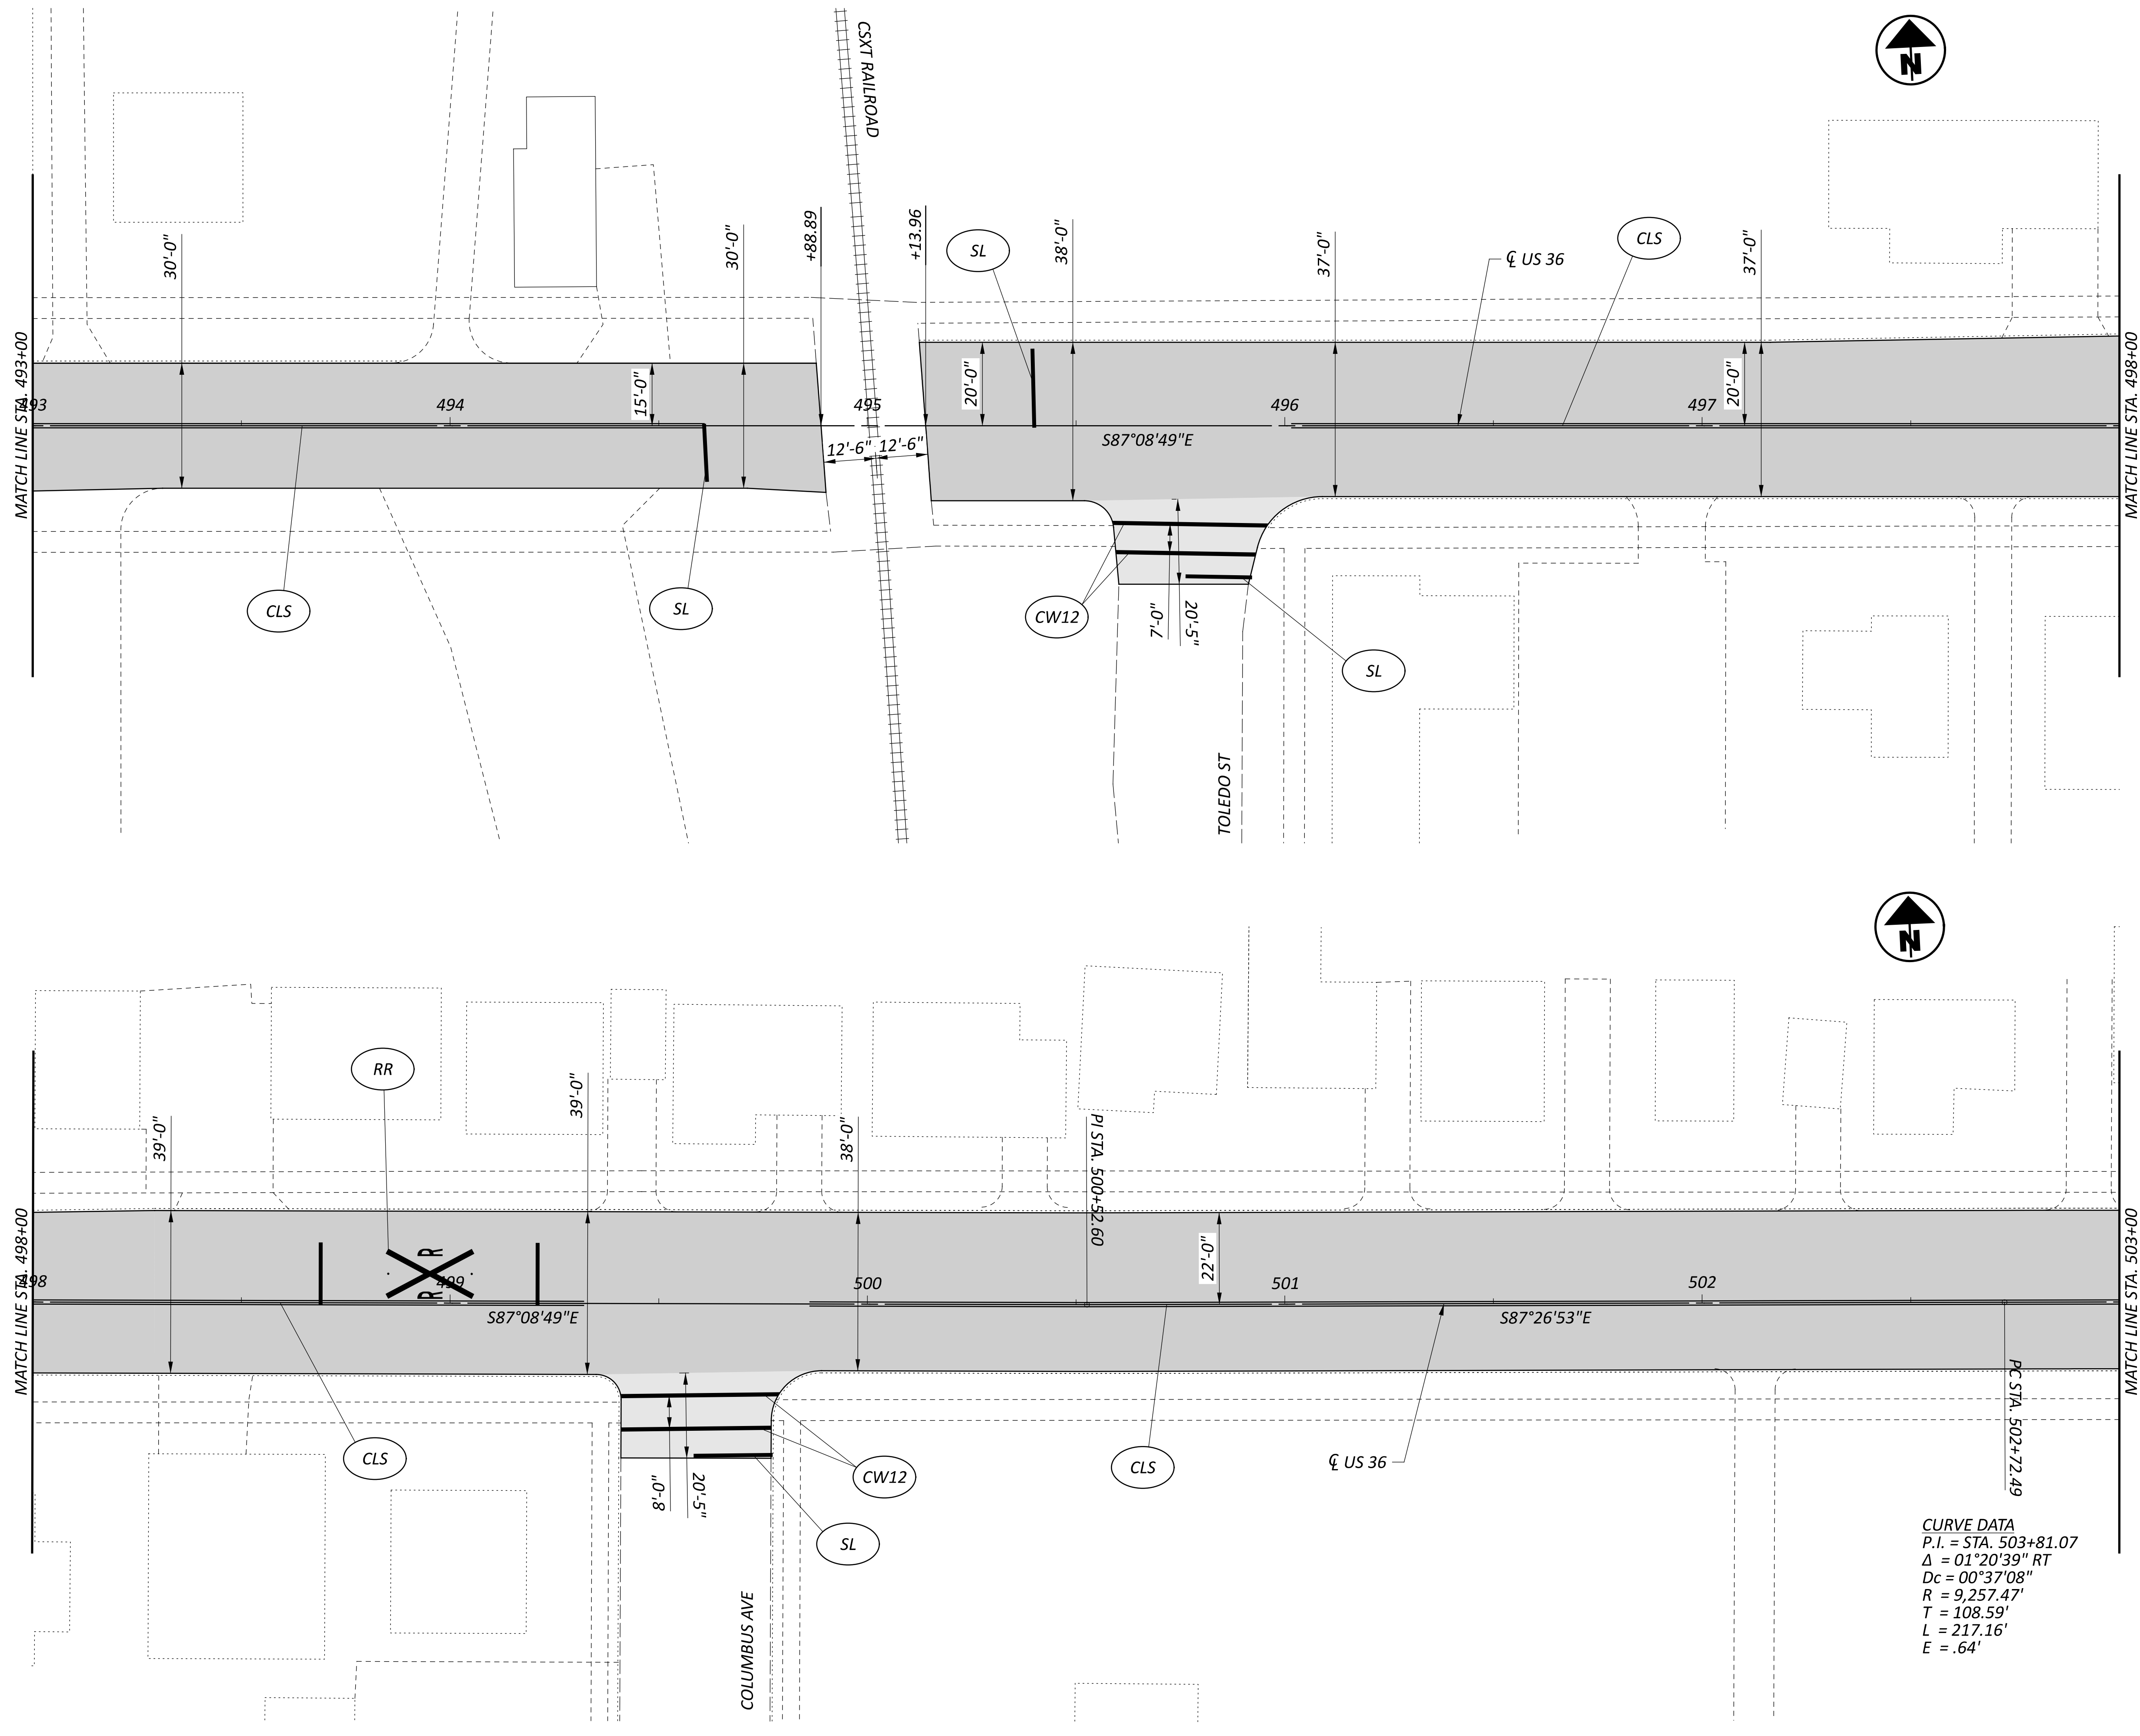 CSXT RAILROAD
N
30'-0"
30'-0"
+88.89
+13.96
SL
38'-0"
37'-0"
℄ US 36
CLS
37'-0"
MATCH LINE STA. 493+00
493
494
15'-0"
495
20'-0"
496
497
20'-0"
MATCH LINE STA. 498+00
12'-6"
12'-6"
S87°08'49"E
CLS
SL
CW12
7'-0"
20'-5"
SL
TOLEDO ST
N
RR
39'-0"
39'-0"
38'-0"
PI STA. 500+52.60
22'-0"
MATCH LINE STA. 498+00
498
R
R
499
500
501
502
MATCH LINE STA. 503+00
S87°08'49"E
S87°26'53"E
CLS
CW12
CLS
℄ US 36
PC STA. 502+72.49
8'-0"
20'-5"
SL
COLUMBUS AVE
CURVE DATA
P.I. = STA. 503+81.07
Δ = 01°20'39" RT
Dc = 00°37'08"
R = 9,257.47'
T = 108.59'
L = 217.16'
E = .64'